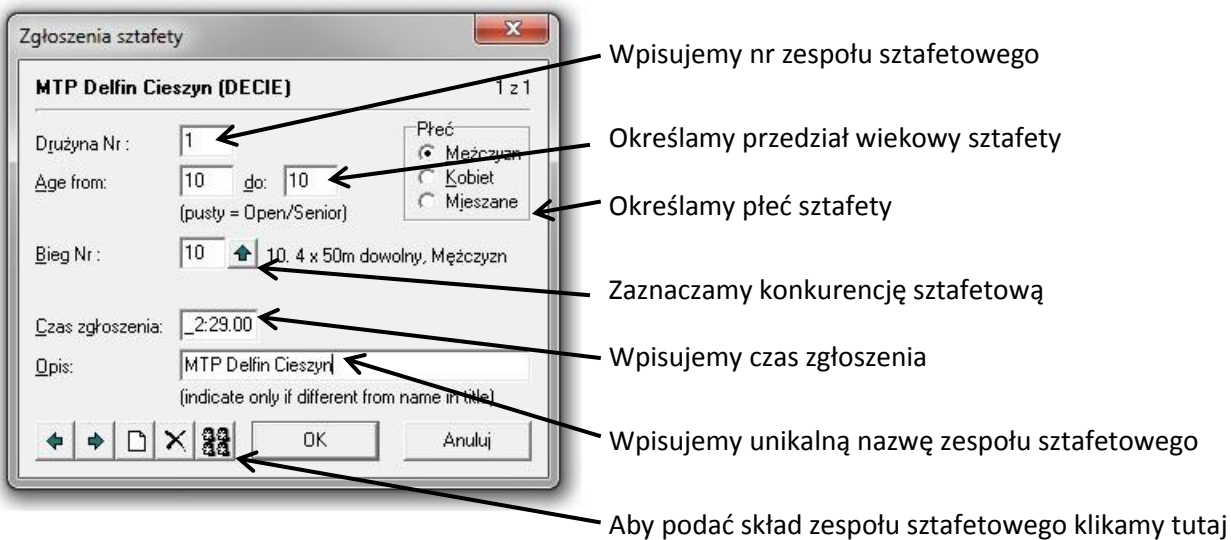 Zgłoszenia sztafety
MTP Delfin Cieszyn (DECIE) 1 z 1
Drużyna Nr : 1
Płeć
Mężczyzn
Kobiet
Mieszane
Age from: 10 do: 10
(pusty = Open/Senior)
Bieg Nr : 10 10. 4 x 50m dowolny, Mężczyzn
Czas zgłoszenia: _2:29.00
Opis: MTP Delfin Cieszyn
(indicate only if different from name in title)
OK Anuluj
Wpisujemy nr zespołu sztafetowego
Określamy przedział wiekowy sztafety
Określamy płeć sztafety
Zaznaczamy konkurencję sztafetową
Wpisujemy czas zgłoszenia
Wpisujemy unikalną nazwę zespołu sztafetowego
Aby podać skład zespołu sztafetowego klikamy tutaj